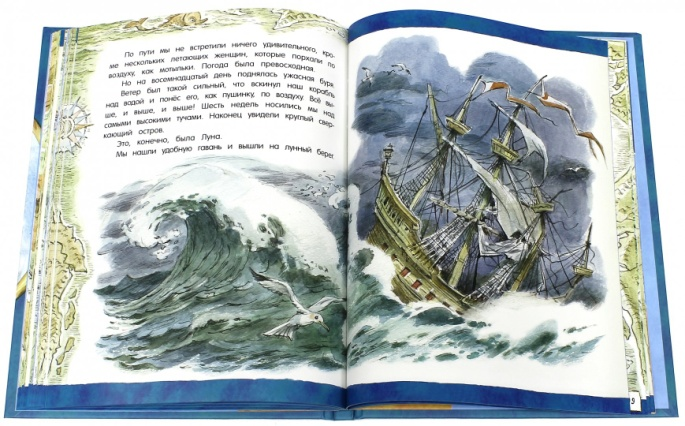 По пути мы не встретили ничего удивительного, кро-
ме нескольких летающих женщин, которые порхали по
воздуху, как мотыльки. Погода была превосходная.
Но на восемнадцатый день поднялась ужасная буря.
Ветер был такой сильный, что вскинул наш корабль
над водой и понёс его, как пушинку, по воздуху. Всё вы-
ше, и выше, и выше! Шесть недель носились мы над
самыми высокими тучами. Наконец увидели круглый свер-
кающий остров.
Это, конечно, была Луна.
Мы нашли удобную гавань и вышли на лунный берег.
9